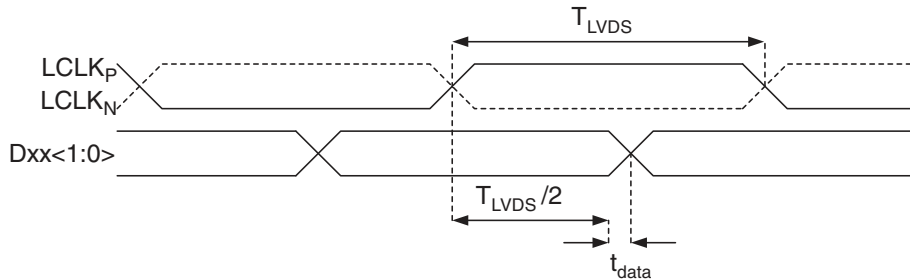 T_LVDS
LCLK_P
LCLK_N
Dxx<1:0>
T_LVDS/2
t_data